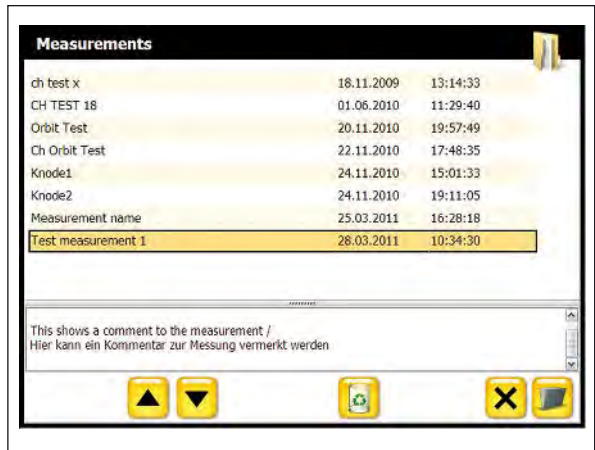 Measurements
ch test x 18.11.2009 13:14:33
CH TEST 18 01.06.2010 11:29:40
Orbit Test 20.11.2010 19:57:49
Ch Orbit Test 22.11.2010 17:48:35
Knode1 24.11.2010 15:01:33
Knode2 24.11.2010 19:11:05
Measurement name 25.03.2011 16:28:18
Test measurement 1 28.03.2011 10:34:30
This shows a comment to the measurement /
Hier kann ein Kommentar zur Messung vermerkt werden